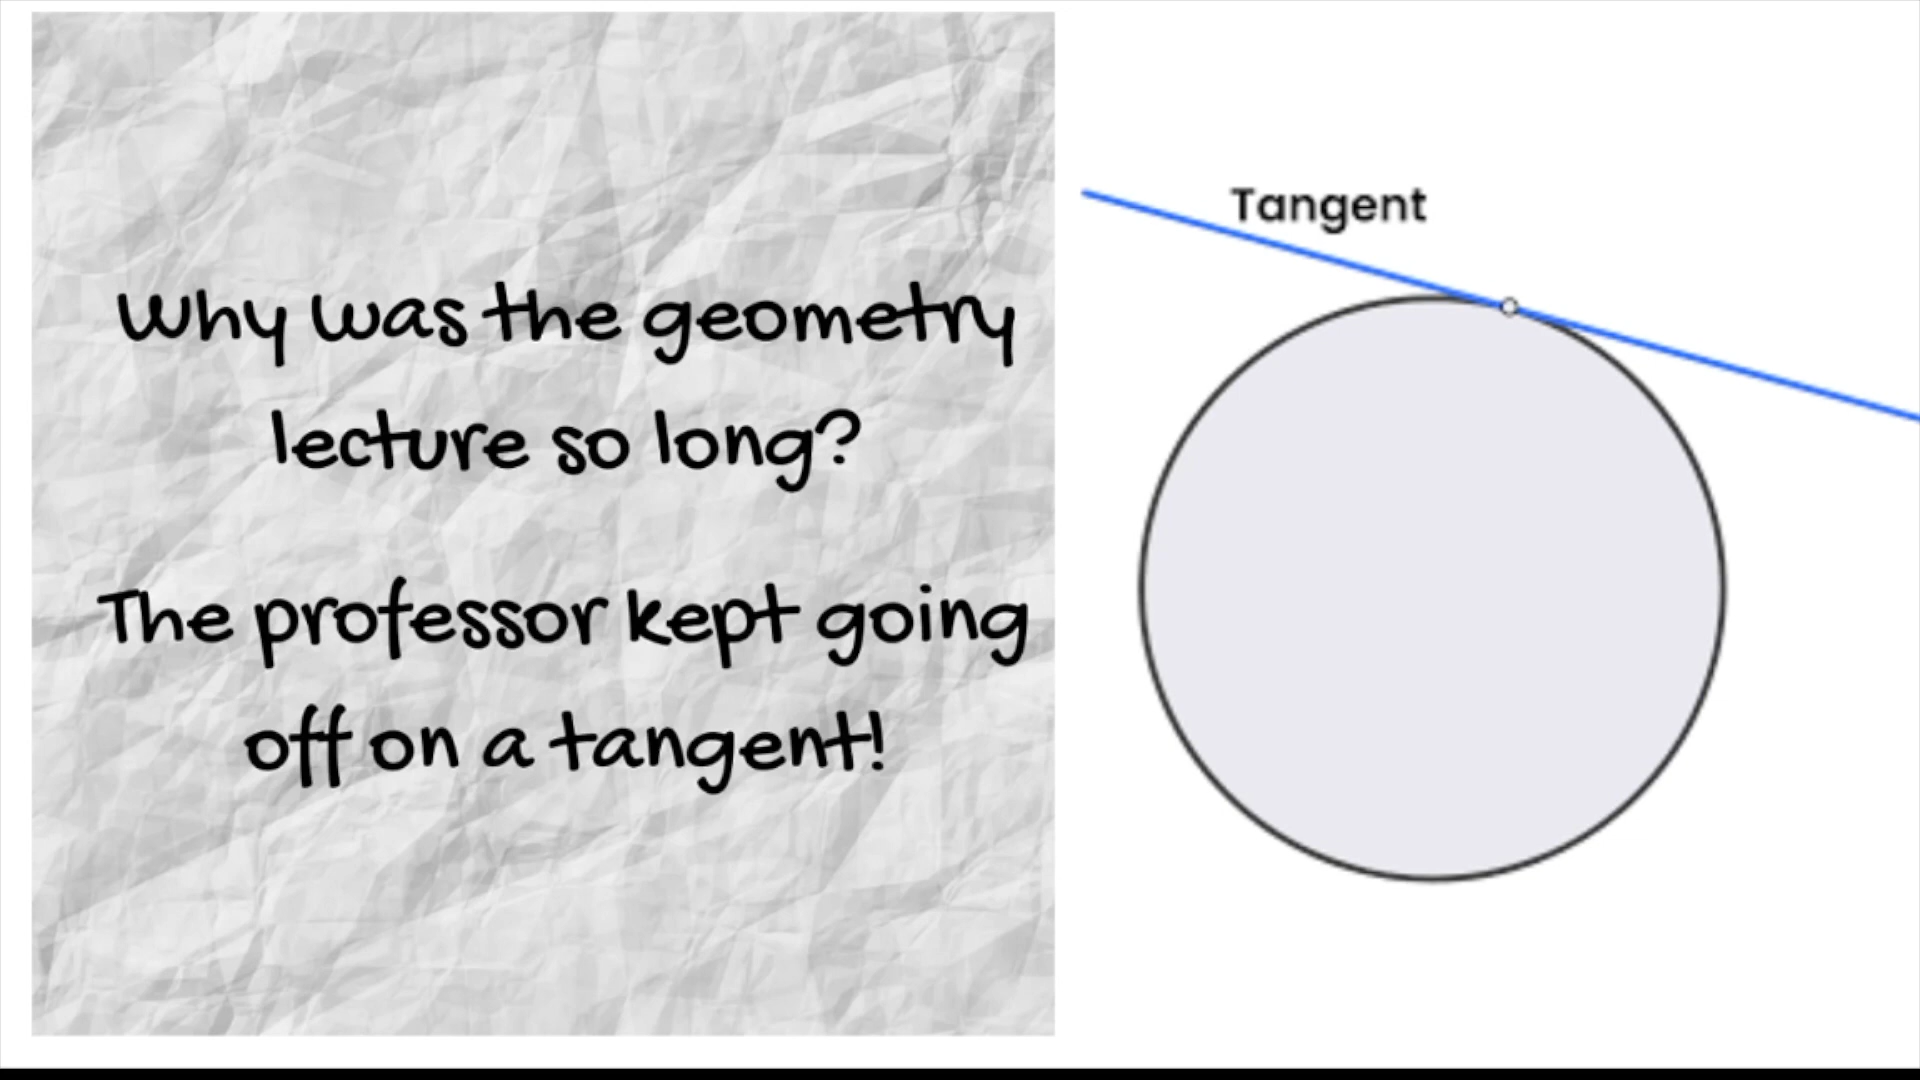 Why was the geometry
lecture so long?
The professor kept going
off on a tangent!
Tangent